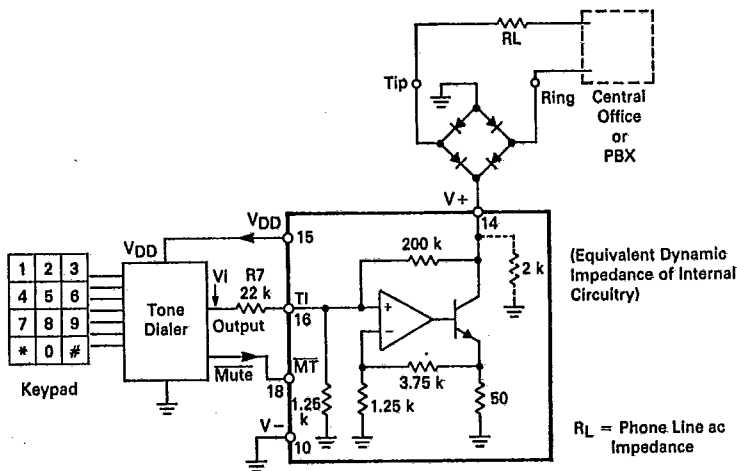 RL
Tip
Ring
Central
Office
or
PBX
V+
14
VDD
15
VDD
200 k
2 k
(Equivalent Dynamic
Impedance of Internal
Circuitry)
1 2 3
4 5 6
7 8 9
* 0 #
Keypad
Tone
Dialer
Vi
R7
22 k
Output
TI
16
+
−
Mute
MT
18
3.75 k
1.25
k
1.25 k
50
V−
10
RL = Phone Line ac
Impedance